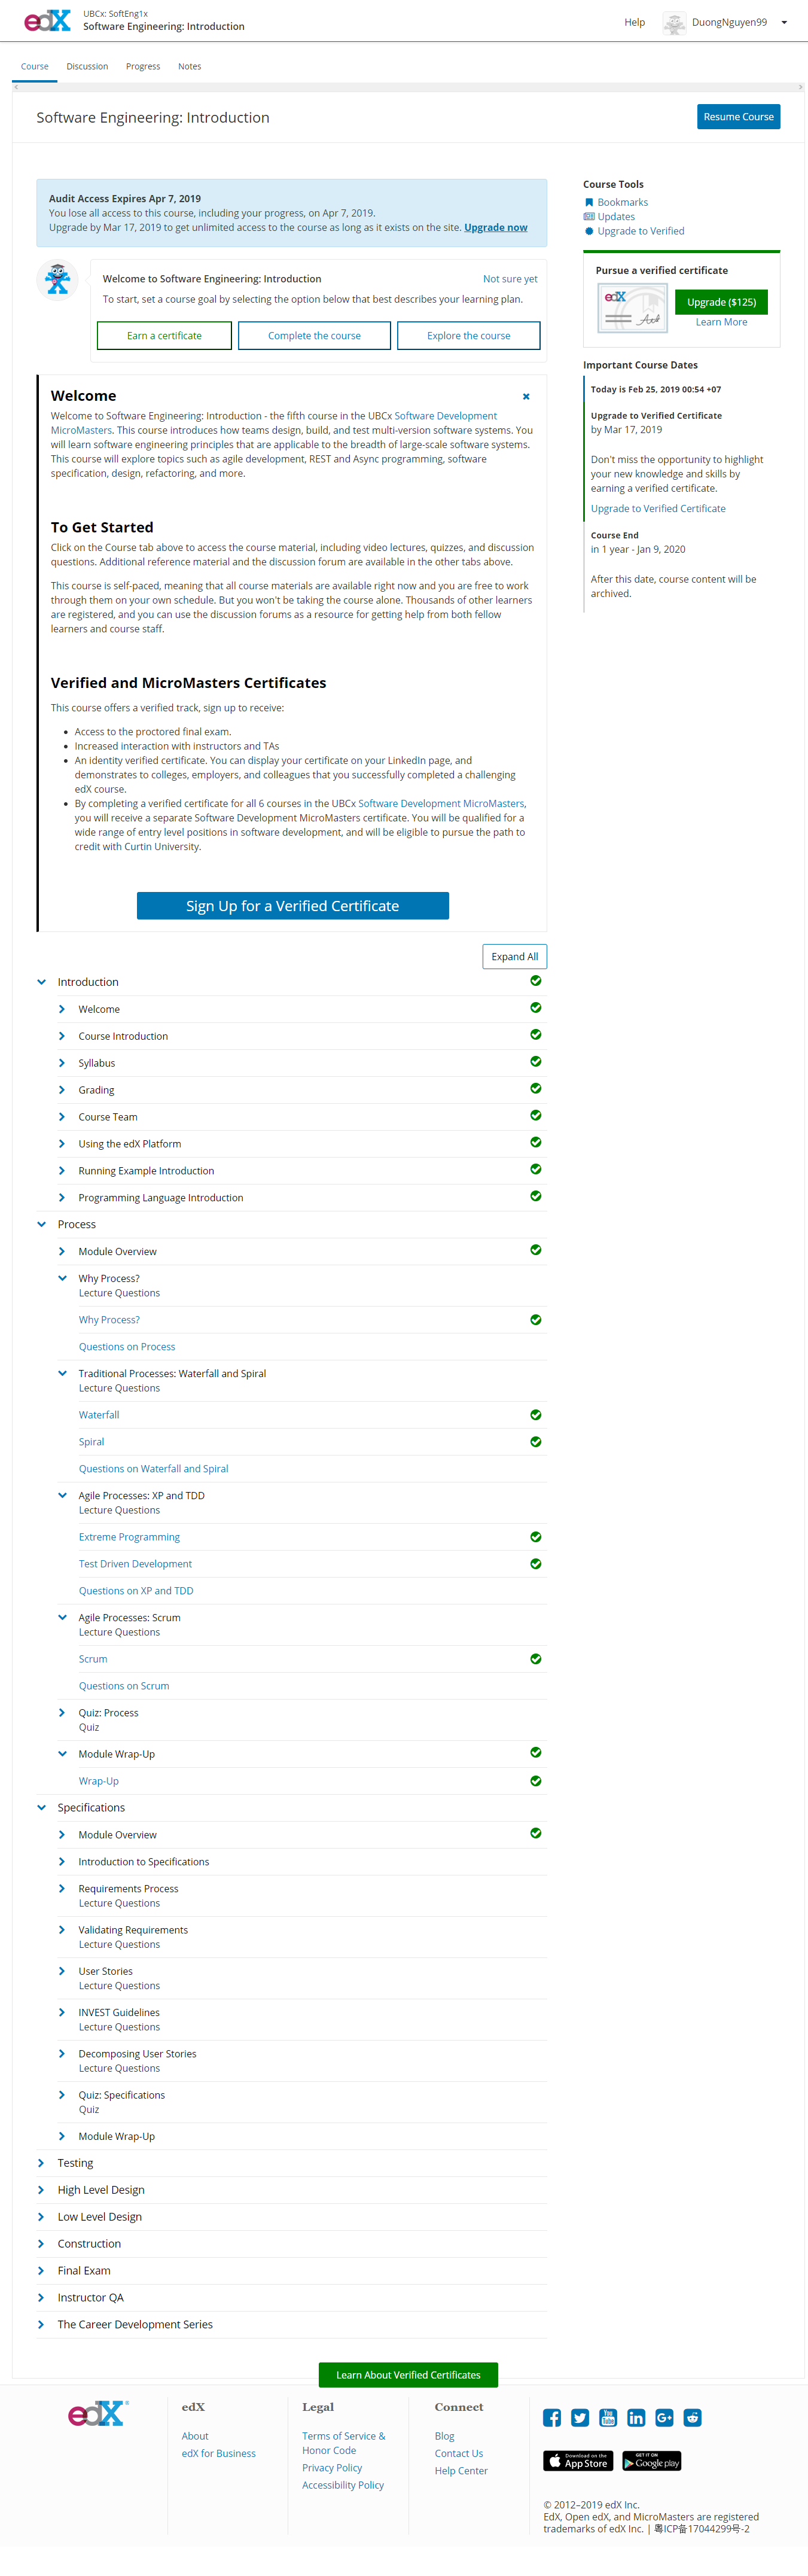 edX
UBCx: SoftEng1x
Software Engineering: Introduction
Help
DuongNguyen99
Course
Discussion
Progress
Notes
Software Engineering: Introduction
Resume Course
Audit Access Expires Apr 7, 2019
You lose all access to this course, including your progress, on Apr 7, 2019.
Upgrade by Mar 17, 2019 to get unlimited access to the course as long as it exists on the site. Upgrade now
Welcome to Software Engineering: Introduction
Not sure yet
To start, set a course goal by selecting the option below that best describes your learning plan.
Earn a certificate
Complete the course
Explore the course
Welcome
Welcome to Software Engineering: Introduction - the fifth course in the UBCx Software Development
MicroMasters. This course introduces how teams design, build, and test multi-version software systems. You
will learn software engineering principles that are applicable to the breadth of large-scale software systems.
This course will explore topics such as agile development, REST and Async programming, software
specification, design, refactoring, and more.
To Get Started
Click on the Course tab above to access the course material, including video lectures, quizzes, and discussion
questions. Additional reference material and the discussion forum are available in the other tabs above.
This course is self-paced, meaning that all course materials are available right now and you are free to work
through them on your own schedule. But you won't be taking the course alone. Thousands of other learners
are registered, and you can use the discussion forums as a resource for getting help from both fellow
learners and course staff.
Verified and MicroMasters Certificates
This course offers a verified track, sign up to receive:
Access to the proctored final exam.
Increased interaction with instructors and TAs
An identity verified certificate. You can display your certificate on your LinkedIn page, and
demonstrates to colleges, employers, and colleagues that you successfully completed a challenging
edX course.
By completing a verified certificate for all 6 courses in the UBCx Software Development MicroMasters,
you will receive a separate Software Development MicroMasters certificate. You will be qualified for a
wide range of entry level positions in software development, and will be eligible to pursue the path to
credit with Curtin University.
Sign Up for a Verified Certificate
Course Tools
Bookmarks
Updates
Upgrade to Verified
Pursue a verified certificate
edX
Upgrade ($125)
Learn More
Important Course Dates
Today is Feb 25, 2019 00:54 +07
Upgrade to Verified Certificate
by Mar 17, 2019
Don't miss the opportunity to highlight
your new knowledge and skills by
earning a verified certificate.
Upgrade to Verified Certificate
Course End
in 1 year - Jan 9, 2020
After this date, course content will be
archived.
Expand All
Introduction
Welcome
Course Introduction
Syllabus
Grading
Course Team
Using the edX Platform
Running Example Introduction
Programming Language Introduction
Process
Module Overview
Why Process?
Lecture Questions
Why Process?
Questions on Process
Traditional Processes: Waterfall and Spiral
Lecture Questions
Waterfall
Spiral
Questions on Waterfall and Spiral
Agile Processes: XP and TDD
Lecture Questions
Extreme Programming
Test Driven Development
Questions on XP and TDD
Agile Processes: Scrum
Lecture Questions
Scrum
Questions on Scrum
Quiz: Process
Quiz
Module Wrap-Up
Wrap-Up
Specifications
Module Overview
Introduction to Specifications
Requirements Process
Lecture Questions
Validating Requirements
Lecture Questions
User Stories
Lecture Questions
INVEST Guidelines
Lecture Questions
Decomposing User Stories
Lecture Questions
Quiz: Specifications
Quiz
Module Wrap-Up
Testing
High Level Design
Low Level Design
Construction
Final Exam
Instructor QA
The Career Development Series
Learn About Verified Certificates
edX
edX
About
edX for Business
Legal
Terms of Service &
Honor Code
Privacy Policy
Accessibility Policy
Connect
Blog
Contact Us
Help Center
You
Tube
Download on the
App Store
GET IT ON
Google play
© 2012–2019 edX Inc.
EdX, Open edX, and MicroMasters are registered
trademarks of edX Inc. | 粤ICP备17044299号-2